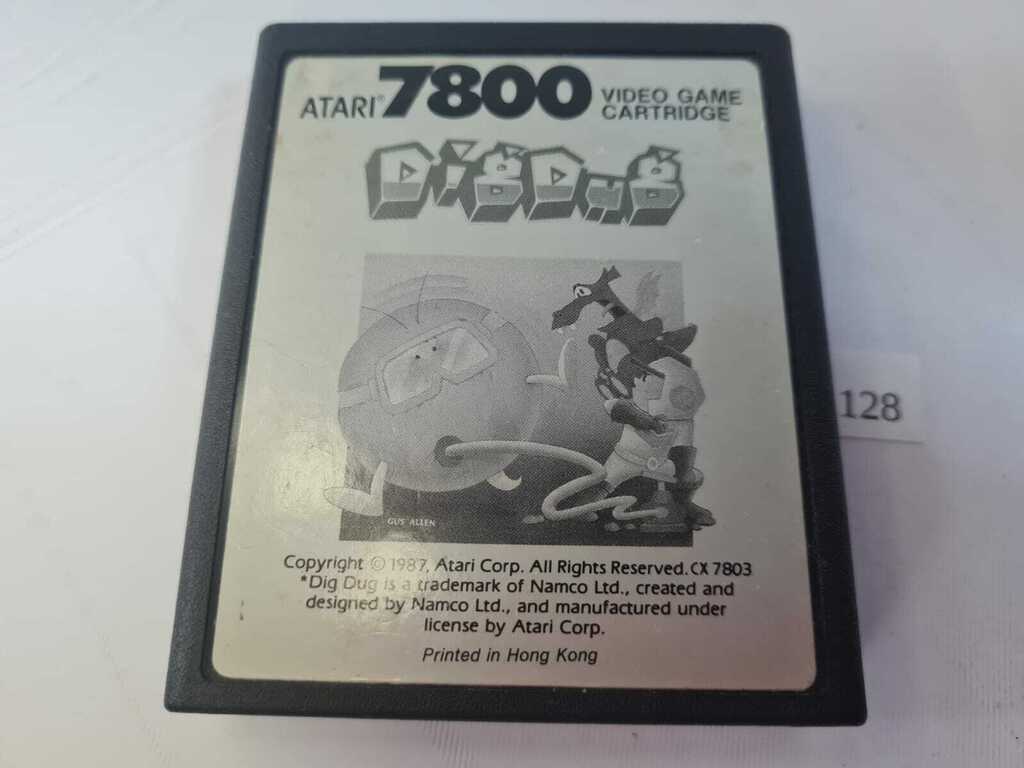 ATARI® 7800 VIDEO GAME
CARTRIDGE
DigDug
GUS ALLEN
Copyright © 1987, Atari Corp. All Rights Reserved. CX 7803
*Dig Dug is a trademark of Namco Ltd., created and
designed by Namco Ltd., and manufactured under
license by Atari Corp.
Printed in Hong Kong
128